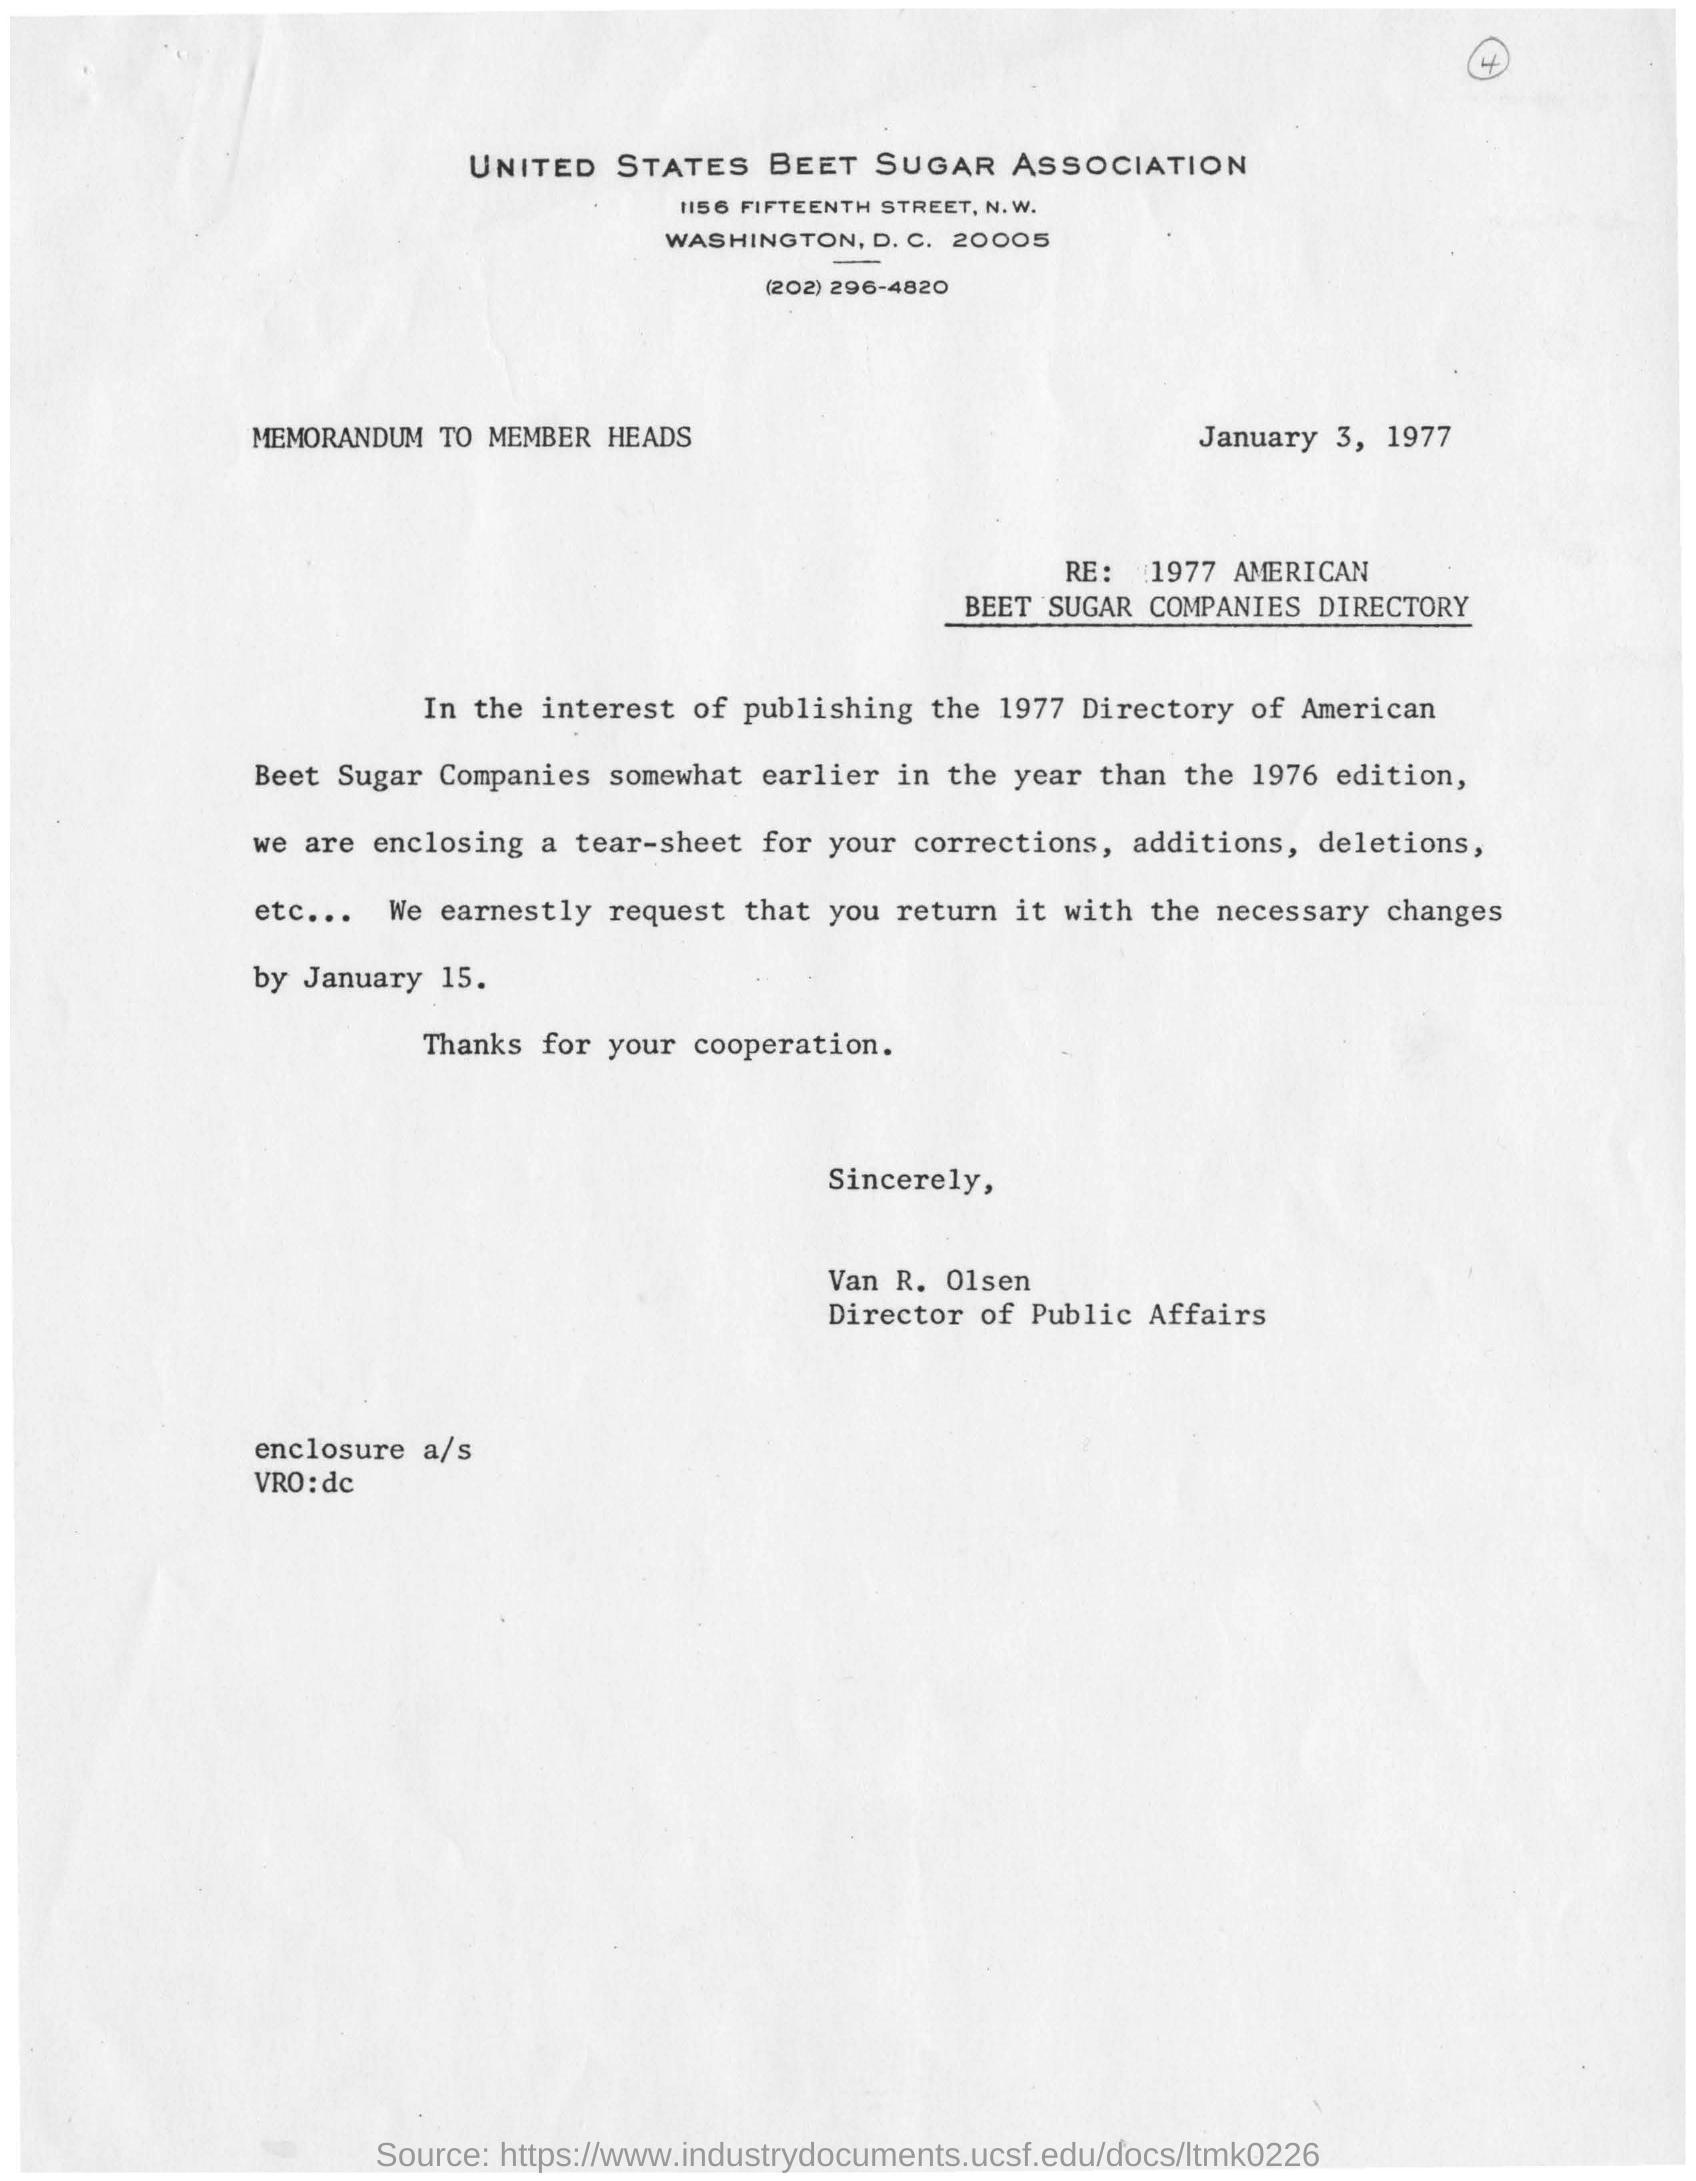 4
UNITED STATES BEET SUGAR ASSOCIATION
1156 FIFTEENTH STREET, N.W.
WASHINGTON, D. C. 20005
(202) 296-4820
MEMORANDUM TO MEMBER HEADS January 3, 1977
RE: 1977 AMERICAN
BEET SUGAR COMPANIES DIRECTORY
In the interest of publishing the 1977 Directory of American
Beet Sugar Companies somewhat earlier in the year than the 1976 edition,
we are enclosing a tear-sheet for your corrections, additions, deletions,
etc... We earnestly request that you return it with the necessary changes
by January 15.
Thanks for your cooperation.
Sincerely,
Van R. Olsen
Director of Public Affairs
enclosure a/s
VRO:dc
Source: https://www.industrydocuments.ucsf.edu/docs/ltmk0226